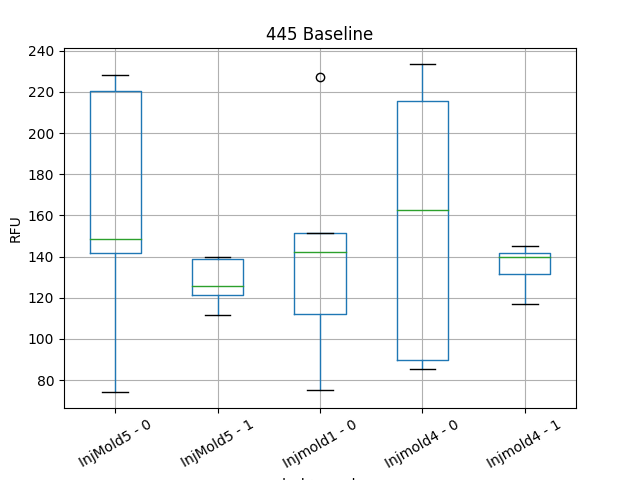 445 Baseline
240
220
200
180
160
140
120
100
80
RFU
InjMold5 - 0
InjMold5 - 1
Injmold1 - 0
Injmold4 - 0
Injmold4 - 1